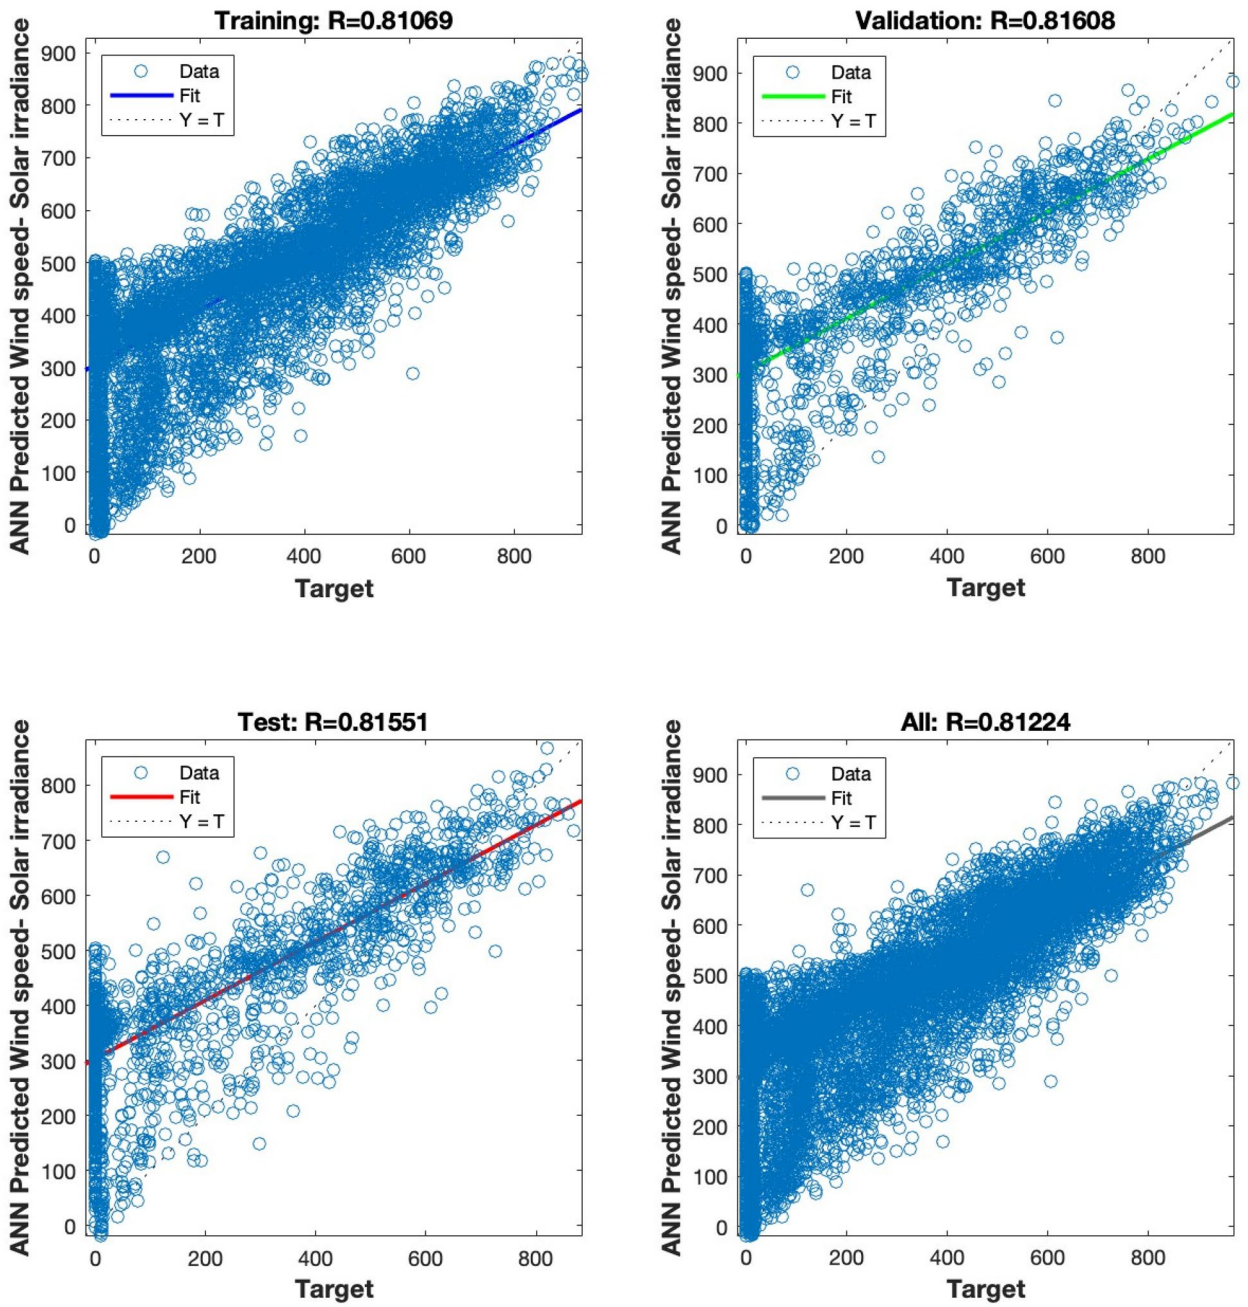 Training: R=0.81069
ANN Predicted Wind speed- Solar irradiance
900
800
700
600
500
400
300
200
100
0
Data
Fit
Y = T
0 200 400 600 800
Target
Validation: R=0.81608
ANN Predicted Wind speed- Solar irradiance
900
800
700
600
500
400
300
200
100
0
Data
Fit
Y = T
0 200 400 600 800
Target
Test: R=0.81551
ANN Predicted Wind speed- Solar irradiance
800
700
600
500
400
300
200
100
0
Data
Fit
Y = T
0 200 400 600 800
Target
All: R=0.81224
ANN Predicted Wind speed- Solar irradiance
900
800
700
600
500
400
300
200
100
0
Data
Fit
Y = T
0 200 400 600 800
Target